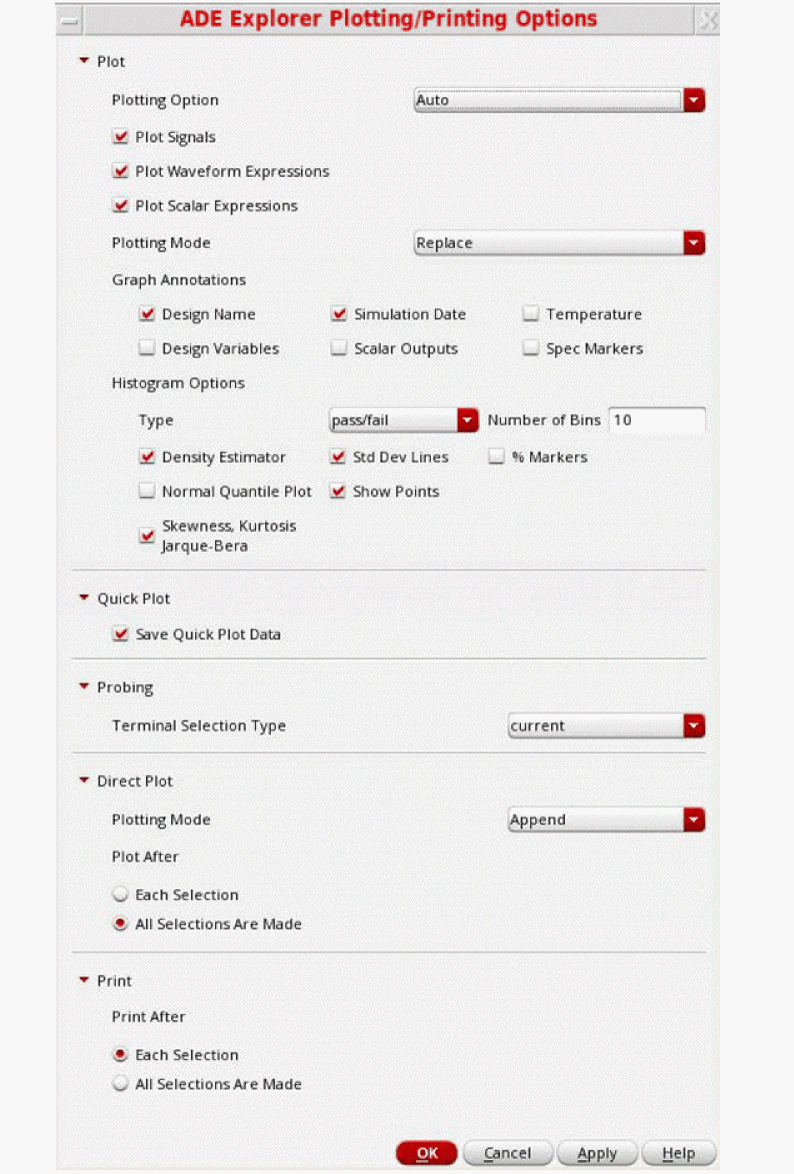 ADE Explorer Plotting/Printing Options
Plot
Plotting Option Auto
Plot Signals
Plot Waveform Expressions
Plot Scalar Expressions
Plotting Mode Replace
Graph Annotations
Design Name Simulation Date Temperature
Design Variables Scalar Outputs Spec Markers
Histogram Options
Type pass/fail Number of Bins 10
Density Estimator Std Dev Lines % Markers
Normal Quantile Plot Show Points
Skewness, Kurtosis
Jarque-Bera
Quick Plot
Save Quick Plot Data
Probing
Terminal Selection Type current
Direct Plot
Plotting Mode Append
Plot After
Each Selection
All Selections Are Made
Print
Print After
Each Selection
All Selections Are Made
OK Cancel Apply Help